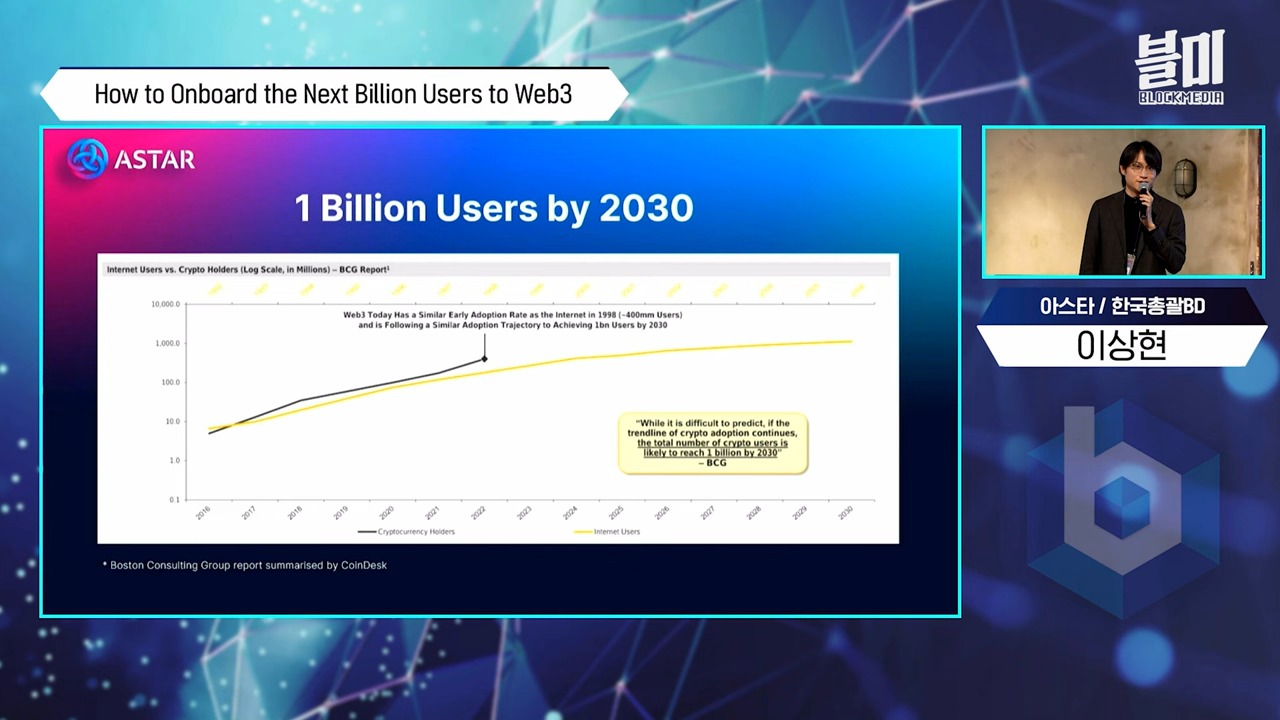 How to Onboard the Next Billion Users to Web3
블미
BLOCKMEDIA
ASTAR
1 Billion Users by 2030
Internet Users vs. Crypto Holders (Log Scale, in Millions) – BCG Report¹
10,000.0
1,000.0
100.0
10.0
1.0
0.1
Web3 Today Has a Similar Early Adoption Rate as the Internet in 1998 (~400mm Users)
and is Following a Similar Adoption Trajectory to Achieving 1bn Users by 2030
"While it is difficult to predict, if the
trendline of crypto adoption continues,
the total number of crypto users is
likely to reach 1 billion by 2030"
– BCG
2016 2017 2018 2019 2020 2021 2022 2023 2024 2025 2026 2027 2028 2029 2030
Cryptocurrency Holders Internet Users
* Boston Consulting Group report summarised by CoinDesk
아스타 / 한국총괄BD
이상현